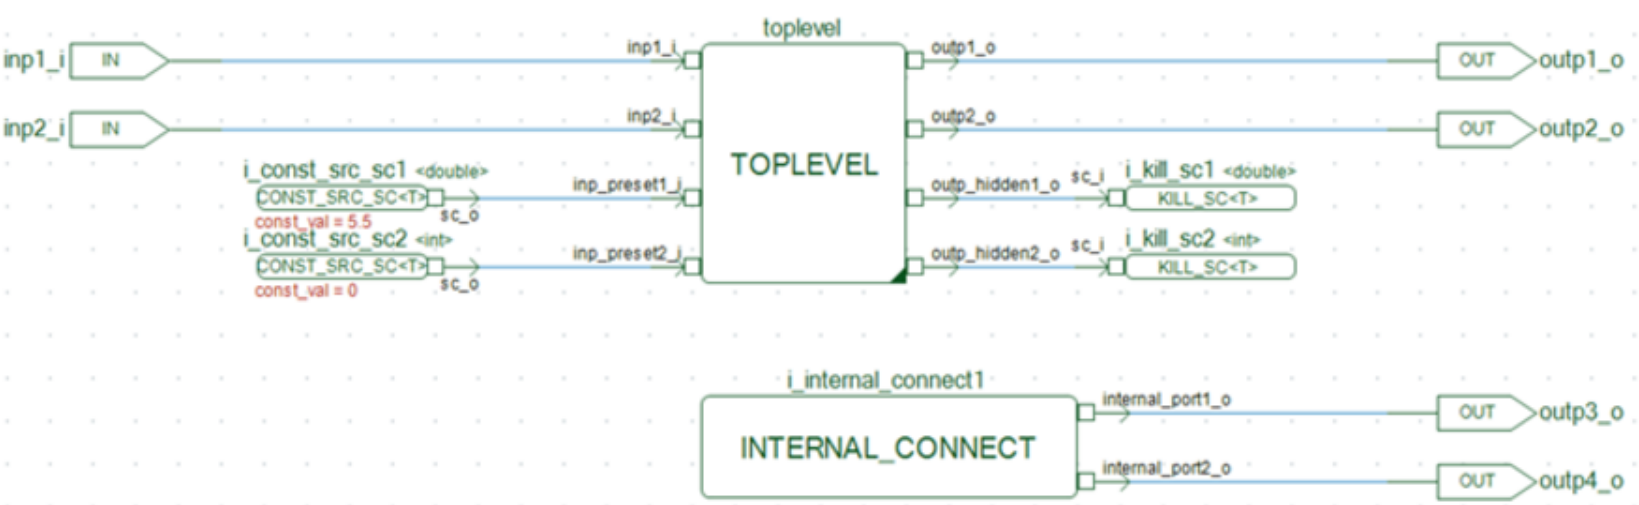 toplevel
inp1_i IN inp1_i outp1_o OUT outp1_o
inp2_i IN inp2_i outp2_o OUT outp2_o
TOPLEVEL
i_const_src_sc1 <double>
CONST_SRC_SC<T> sc_o inp_preset1_i outp_hidden1_o sc_i
const_val = 5.5
i_kill_sc1 <double>
KILL_SC<T>
i_const_src_sc2 <int>
CONST_SRC_SC<T> sc_o inp_preset2_i outp_hidden2_o sc_i
const_val = 0
i_kill_sc2 <int>
KILL_SC<T>
i_internal_connect1
INTERNAL_CONNECT
internal_port1_o OUT outp3_o
internal_port2_o OUT outp4_o